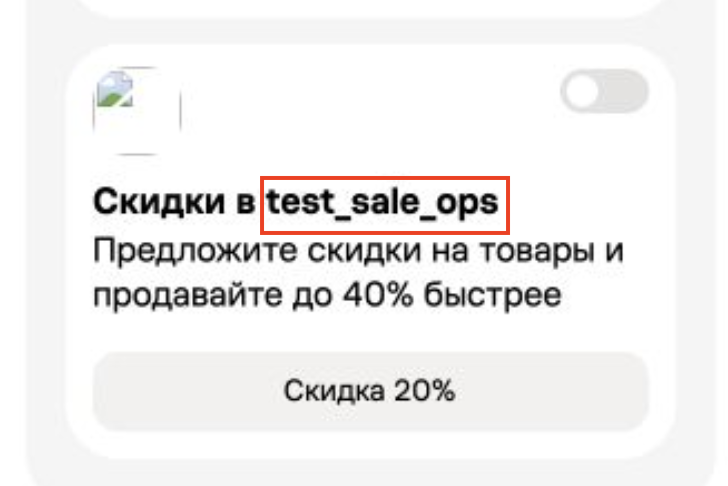 Скидки в test_sale_ops
Предложите скидки на товары и
продавайте до 40% быстрее
Скидка 20%